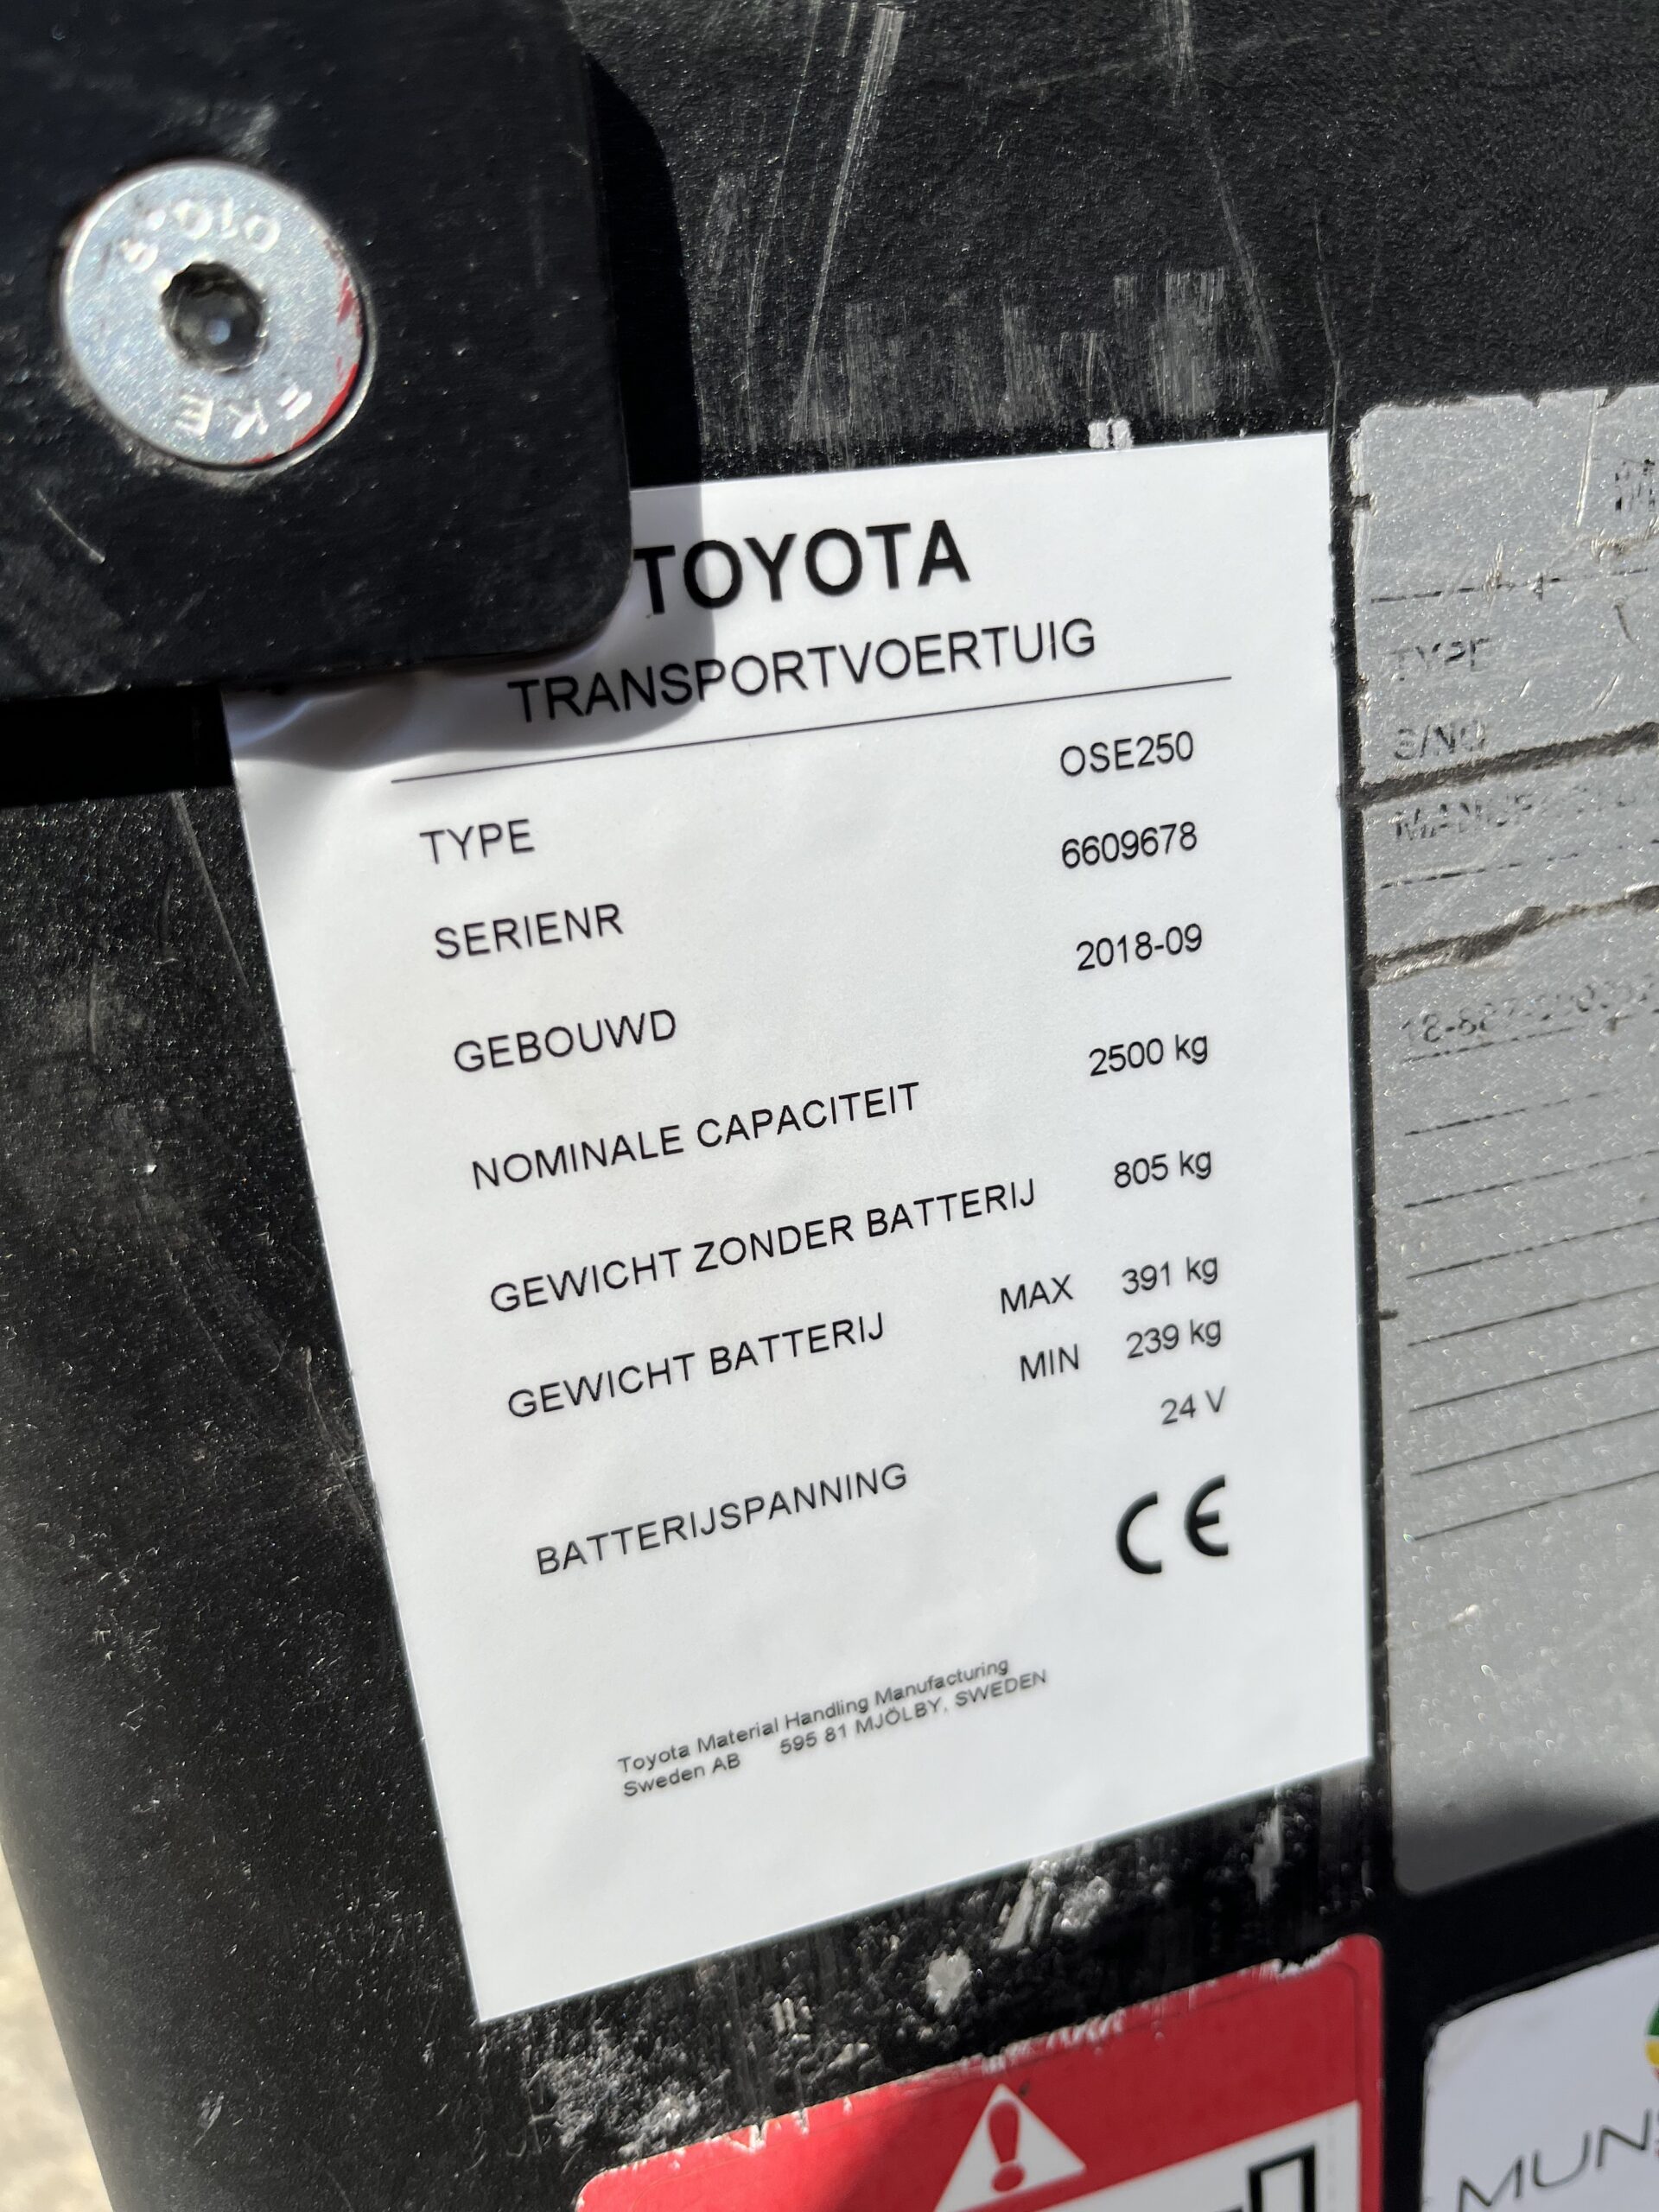 TOYOTA
TRANSPORTVOERTUIG
TYPE OSE250
SERIENR 6609678
GEBOUWD 2018-09
NOMINALE CAPACITEIT 2500 kg
GEWICHT ZONDER BATTERIJ 805 kg
GEWICHT BATTERIJ MAX 391 kg
MIN 239 kg
BATTERIJSPANNING 24 V
CE
Toyota Material Handling Manufacturing
Sweden AB 595 81 MJÖLBY, SWEDEN
TYPE
S/NO